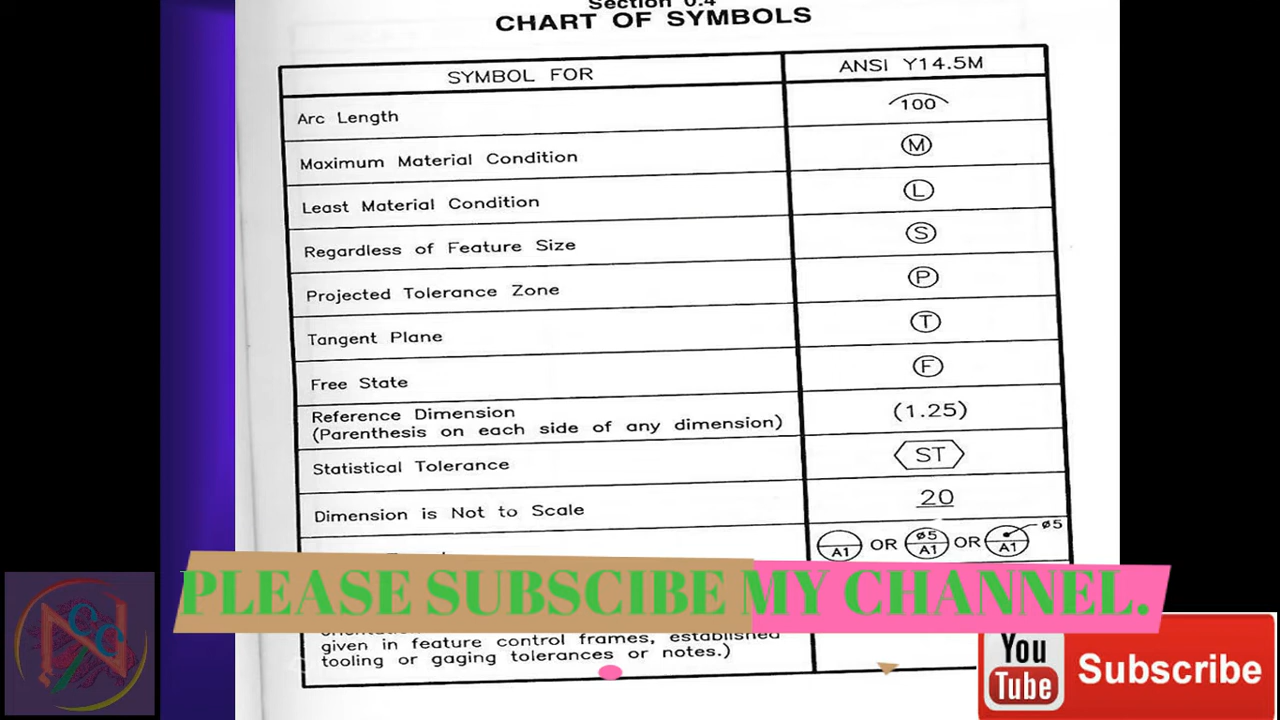 Section 0.4
CHART OF SYMBOLS
SYMBOL FOR
ANSI Y14.5M
Arc Length
100
Maximum Material Condition
M
Least Material Condition
L
Regardless of Feature Size
S
Projected Tolerance Zone
P
Tangent Plane
T
Free State
F
Reference Dimension
(Parenthesis on each side of any dimension)
(1.25)
Statistical Tolerance
ST
Dimension is Not to Scale
20
A1 OR ø5 A1 OR A1 ø5
PLEASE SUBSCIBE MY CHANNEL.
given in feature control frames, established
tooling or gaging tolerances or notes.)
You
Tube
Subscribe